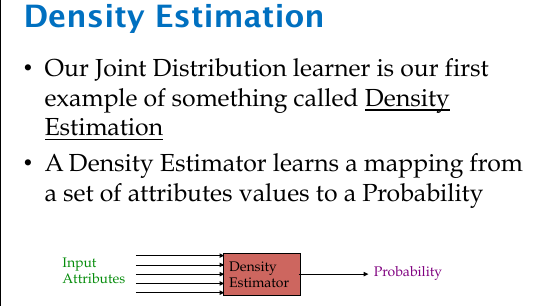 Density Estimation
• Our Joint Distribution learner is our first
example of something called Density
Estimation
• A Density Estimator learns a mapping from
a set of attributes values to a Probability
Input
Attributes
Density
Estimator
Probability